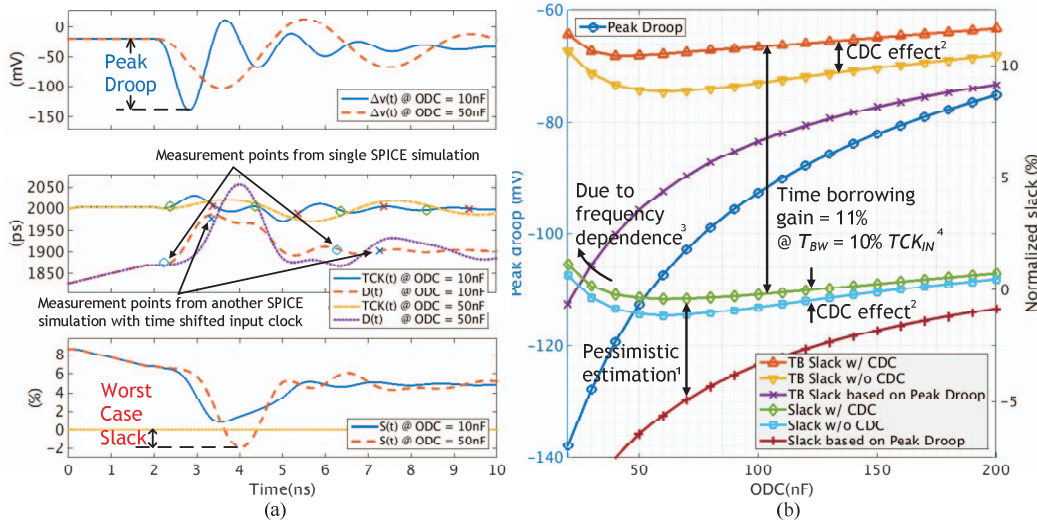 (a)
0
-50
-100
-150
(mV)
Peak
Droop
Δv(t) @ ODC = 10nF
Δv(t) @ ODC = 50nF
Measurement points from single SPICE simulation
2050
2000
1950
1900
1850
(ps)
Measurement points from another SPICE
simulation with time shifted input clock
TCK(t) @ ODC = 10nF
D(t) @ ODC = 10nF
TCK(t) @ ODC = 50nF
D(t) @ ODC = 50nF
8
6
4
2
0
-2
(%)
Worst
Case
Slack
S(t) @ ODC = 10nF
S(t) @ ODC = 50nF
0 1 2 3 4 5 6 7 8 9 10
Time(ns)
(a)
(b)
-60
-80
-100
-120
-140
Peak droop (mV)
Peak Droop
CDC effect²
Due to
frequency
dependence³
Time borrowing
gain = 11%
@ TBW = 10% TCKIN ⁴
CDC effect²
Pessimistic
estimation¹
TB Slack w/ CDC
TB Slack w/o CDC
TB Slack based on Peak Droop
Slack w/ CDC
Slack w/o CDC
Slack based on Peak Droop
10
5
0
-5
Normalized slack (%)
50 100 150 200
ODC(nF)
(b)